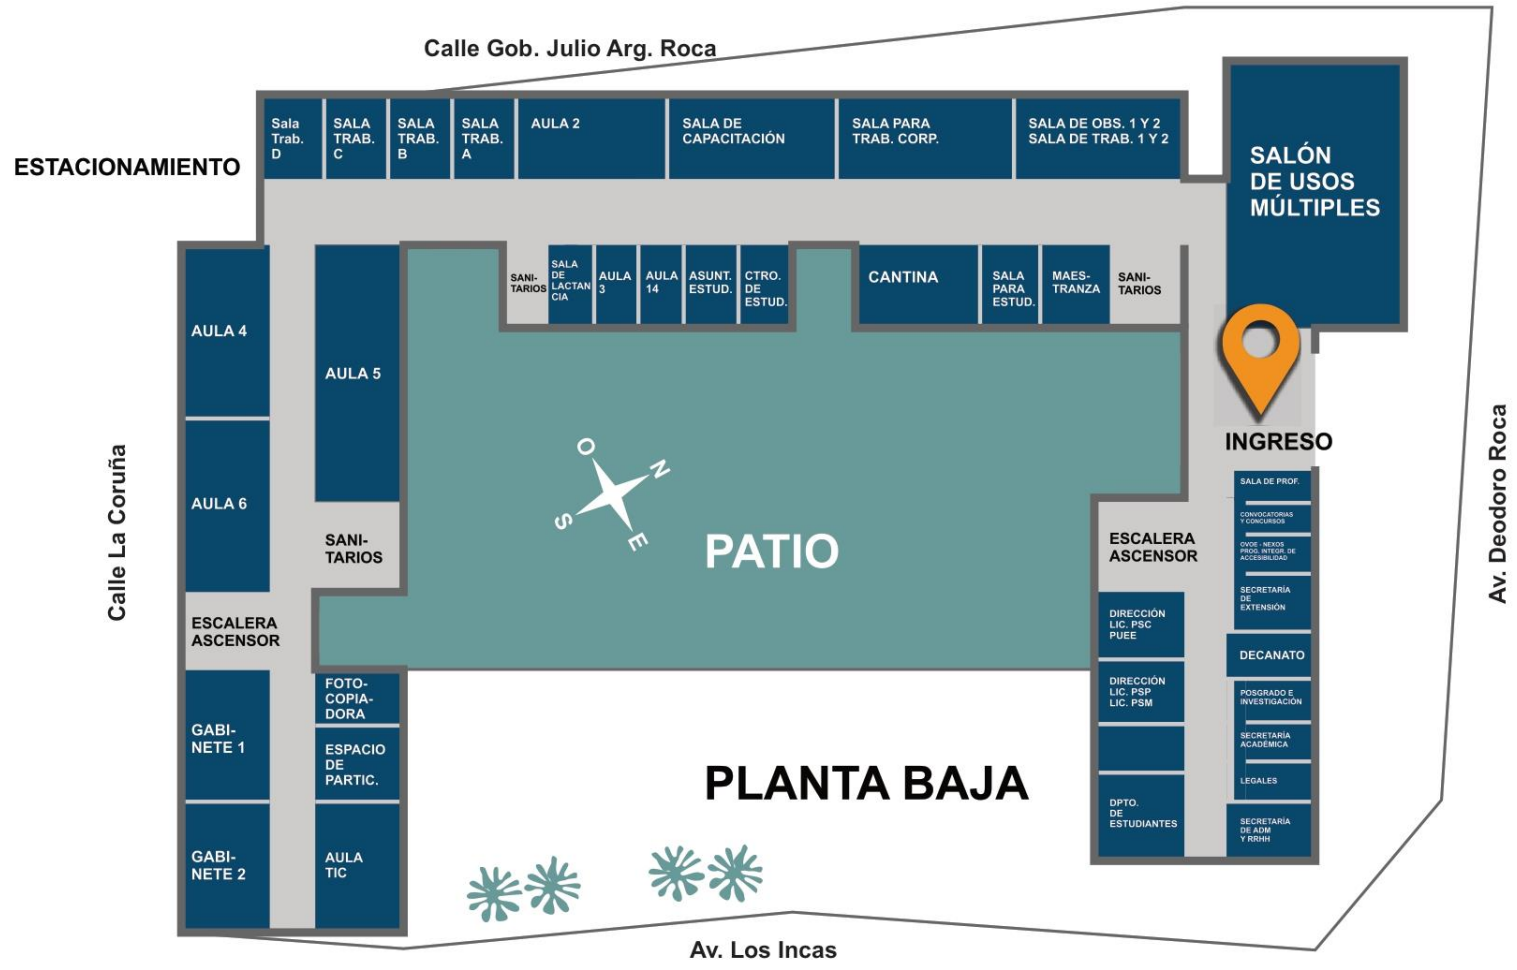 Calle Gob. Julio Arg. Roca
ESTACIONAMIENTO
Sala
Trab.
D
SALA
TRAB.
C
SALA
TRAB.
B
SALA
TRAB.
A
AULA 2
SALA DE
CAPACITACIÓN
SALA PARA
TRAB. CORP.
SALA DE OBS. 1 Y 2
SALA DE TRAB. 1 Y 2
SALÓN
DE USOS
MÚLTIPLES
SANI-
TARIOS
SALA
DE
LACTAN
CIA
AULA
3
AULA
14
ASUNT.
ESTUD.
CTRO.
DE
ESTUD.
CANTINA
SALA
PARA
ESTUD.
MAES-
TRANZA
SANI-
TARIOS
AULA 4
AULA 5
AULA 6
SANI-
TARIOS
ESCALERA
ASCENSOR
Calle La Coruña
O
N
S
E
PATIO
INGRESO
Av. Deodoro Roca
ESCALERA
ASCENSOR
SALA DE PROF.
CONVOCATORIAS
Y CONCURSOS
OVOE - NEXOS
PROG. INTEGR. DE
ACCESIBILIDAD
SECRETARÍA
DE
EXTENSIÓN
DECANATO
POSGRADO E
INVESTIGACIÓN
SECRETARÍA
ACADÉMICA
LEGALES
SECRETARÍA
DE ADM
Y RRHH
DIRECCIÓN
LIC. PSC
PUEE
DIRECCIÓN
LIC. PSP
LIC. PSM
DPTO.
DE
ESTUDIANTES
GABI-
NETE 1
GABI-
NETE 2
FOTO-
COPIA-
DORA
ESPACIO
DE
PARTIC.
AULA
TIC
PLANTA BAJA
Av. Los Incas